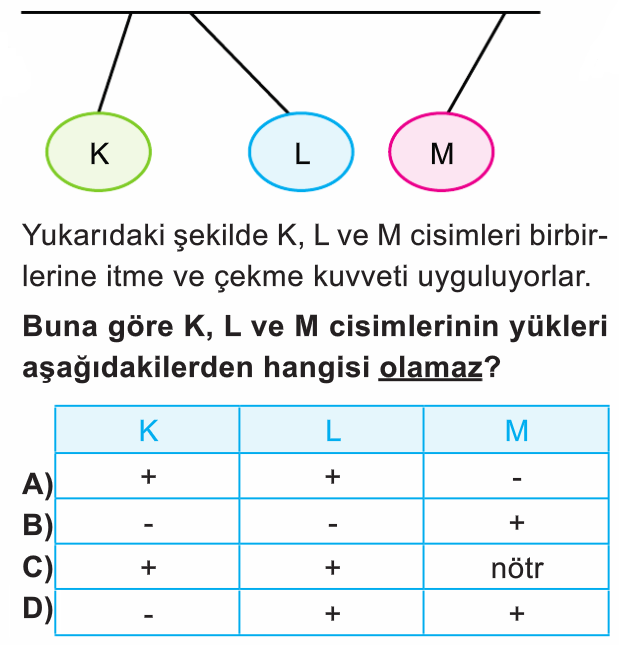 K L M
Yukarıdaki şekilde K, L ve M cisimleri birbir-
lerine itme ve çekme kuvveti uyguluyorlar.
Buna göre K, L ve M cisimlerinin yükleri
aşağıdakilerden hangisi olamaz?
K L M
A) + + -
B) - - +
C) + + nötr
D) - + +